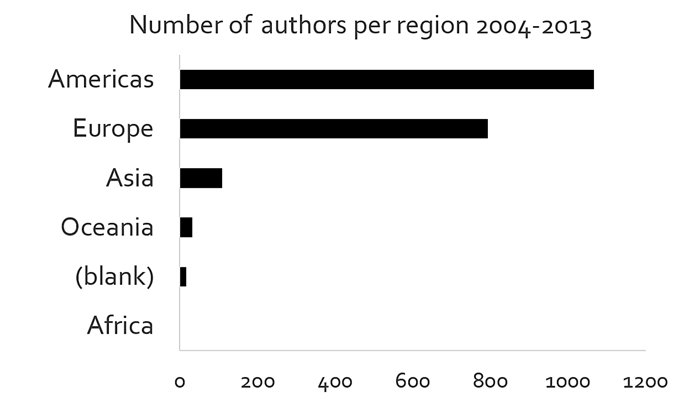 Number of authors per region 2004-2013
Americas
Europe
Asia
Oceania
(blank)
Africa
0 200 400 600 800 1000 1200